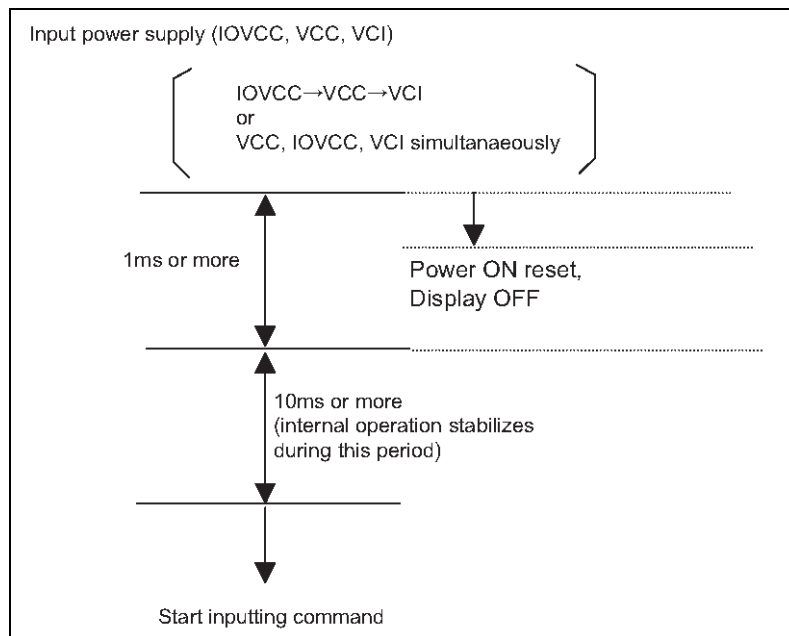 Input power supply (IOVCC, VCC, VCI)
IOVCC→VCC→VCI
or
VCC, IOVCC, VCI simultanaeously
1ms or more
Power ON reset,
Display OFF
10ms or more
(internal operation stabilizes
during this period)
Start inputting command